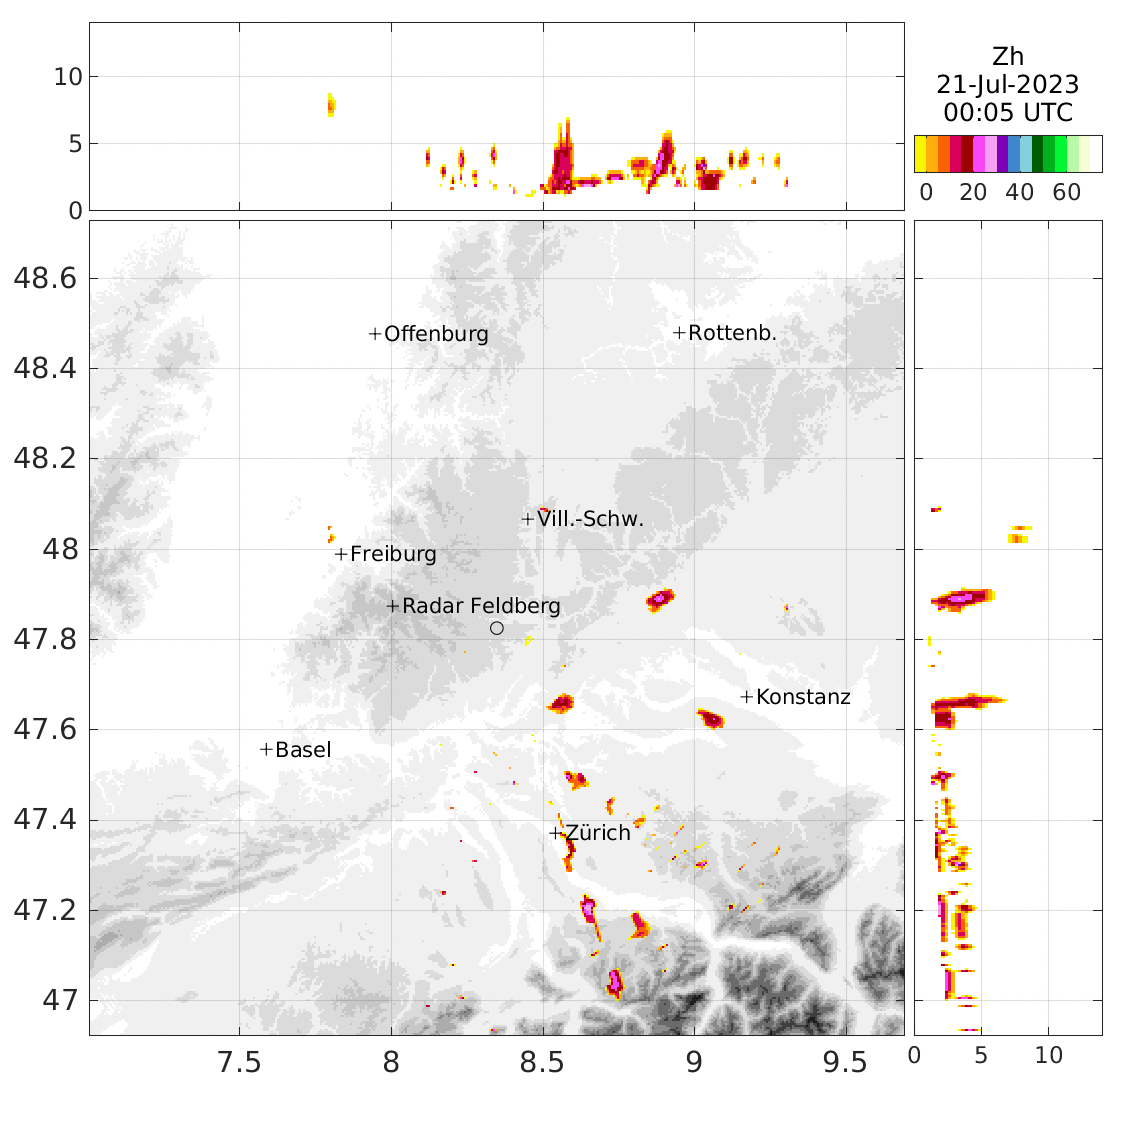 10
5
0
Zh
21-Jul-2023
00:05 UTC
0 20 40 60
48.6
48.4
48.2
48
47.8
47.6
47.4
47.2
47
+Offenburg
+Rottenb.
+Vill.-Schw.
+Freiburg
+Radar Feldberg
+Konstanz
+Basel
+Zürich
7.5 8 8.5 9 9.5
0 5 10